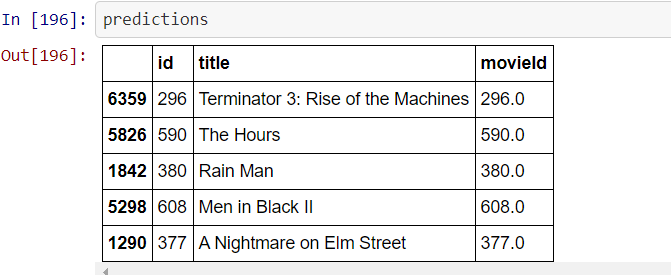 In [196]: predictions
Out[196]:
id title movieId
6359 296 Terminator 3: Rise of the Machines 296.0
5826 590 The Hours 590.0
1842 380 Rain Man 380.0
5298 608 Men in Black II 608.0
1290 377 A Nightmare on Elm Street 377.0